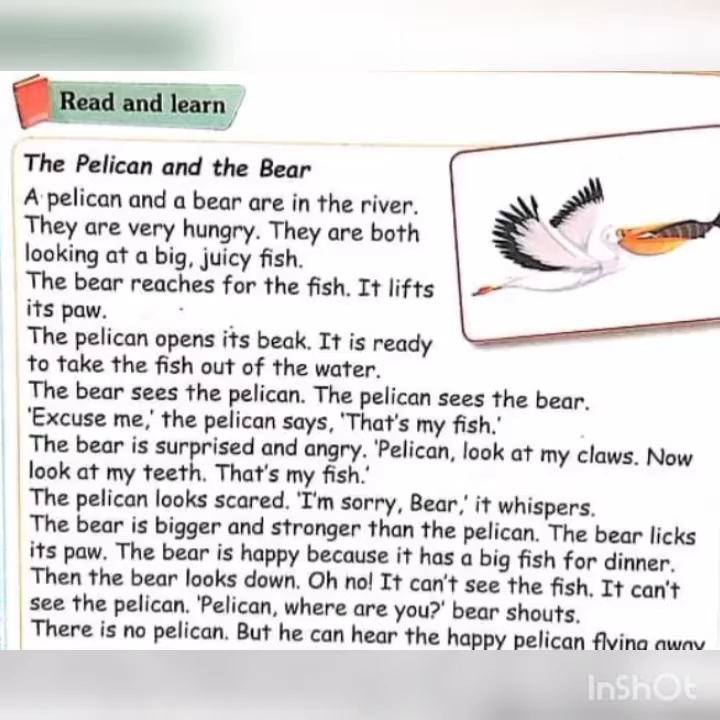 Read and learn
The Pelican and the Bear
A pelican and a bear are in the river.
They are very hungry. They are both
looking at a big, juicy fish.
The bear reaches for the fish. It lifts
its paw.
The pelican opens its beak. It is ready
to take the fish out of the water.
The bear sees the pelican. The pelican sees the bear.
'Excuse me,' the pelican says, 'That's my fish.'
The bear is surprised and angry. 'Pelican, look at my claws. Now
look at my teeth. That's my fish.'
The pelican looks scared. 'I'm sorry, Bear,' it whispers.
The bear is bigger and stronger than the pelican. The bear licks
its paw. The bear is happy because it has a big fish for dinner.
Then the bear looks down. Oh no! It can't see the fish. It can't
see the pelican. 'Pelican, where are you?' bear shouts.
There is no pelican. But he can hear the happy pelican flying away
InShOt